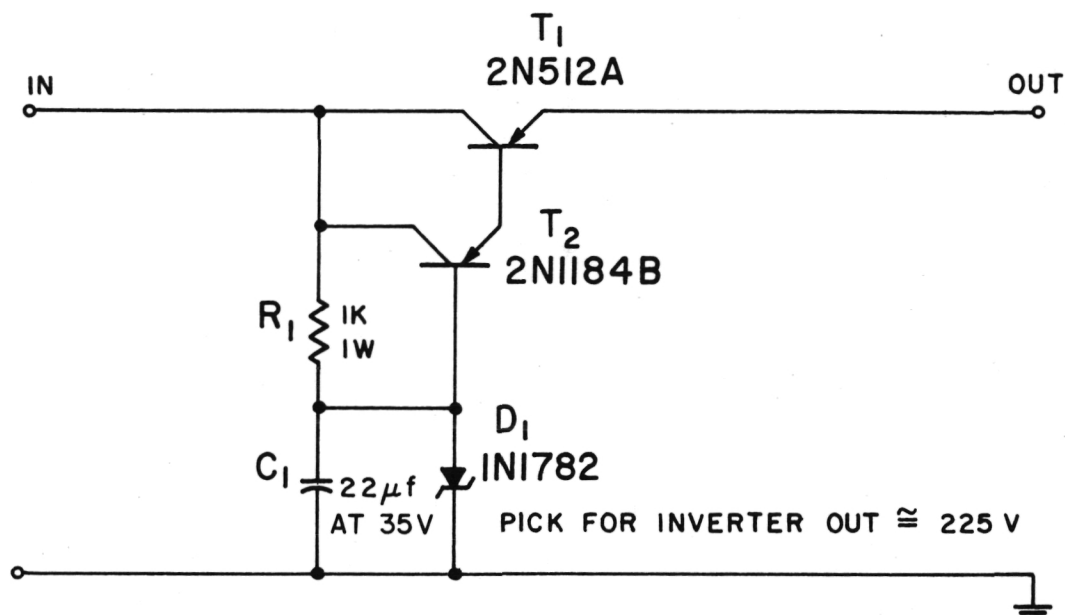 T1
2N512A
IN
OUT
T2
2N1184B
R1
1K
1W
D1
1N1782
C1
22μf
AT 35V
PICK FOR INVERTER OUT ≅ 225 V